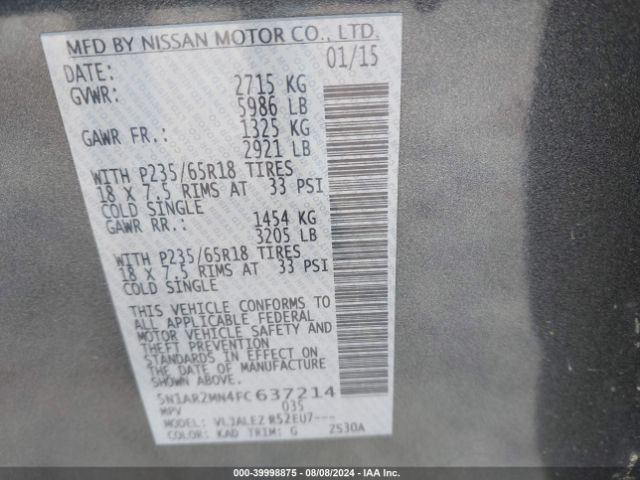 MFD BY NISSAN MOTOR CO., LTD.
DATE: 01/15
GVWR: 2715 KG
5986 LB
GAWR FR.: 1325 KG
2921 LB
WITH P235/65R18 TIRES
18 X 7.5 RIMS AT 33 PSI
COLD SINGLE
GAWR RR.: 1454 KG
3205 LB
WITH P235/65R18 TIRES
18 X 7.5 RIMS AT 33 PSI
COLD SINGLE
THIS VEHICLE CONFORMS TO
ALL APPLICABLE FEDERAL
MOTOR VEHICLE SAFETY AND
THEFT PREVENTION
STANDARDS IN EFFECT ON
THE DATE OF MANUFACTURE
SHOWN ABOVE.
5N1AR2MN4FC637214
MPV 035
MODEL: VLJALEZ R52EU7---
COLOR: KAD TRIM: G 2S30A
000-39998875 - 08/08/2024 - IAA Inc.